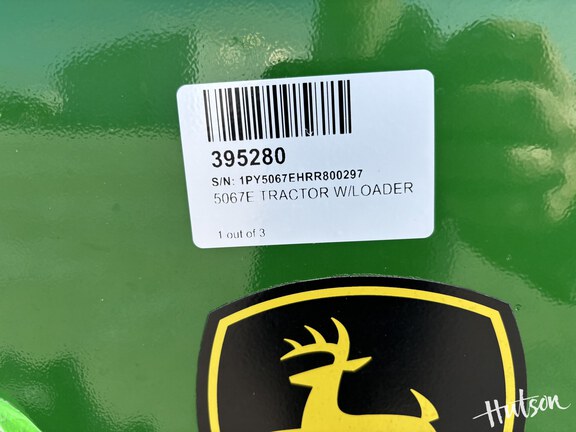 395280
S/N: 1PY5067EHRR800297
5067E TRACTOR W/LOADER
1 out of 3
Hutson